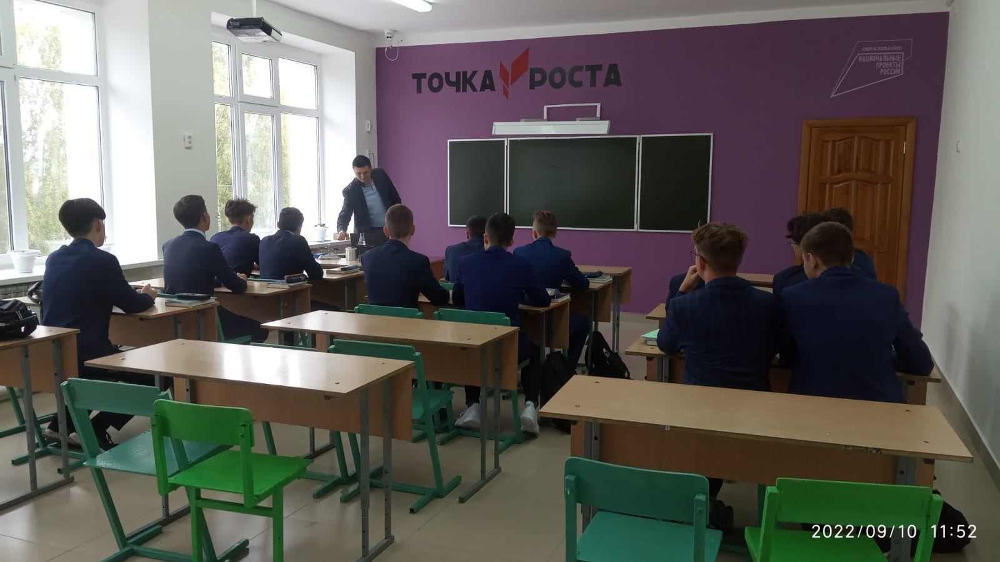 ТОЧКА РОСТА
ОБРАЗОВАНИЕ
НАЦИОНАЛЬНЫЕ
ПРОЕКТЫ
РОССИИ
2022/09/10 11:52